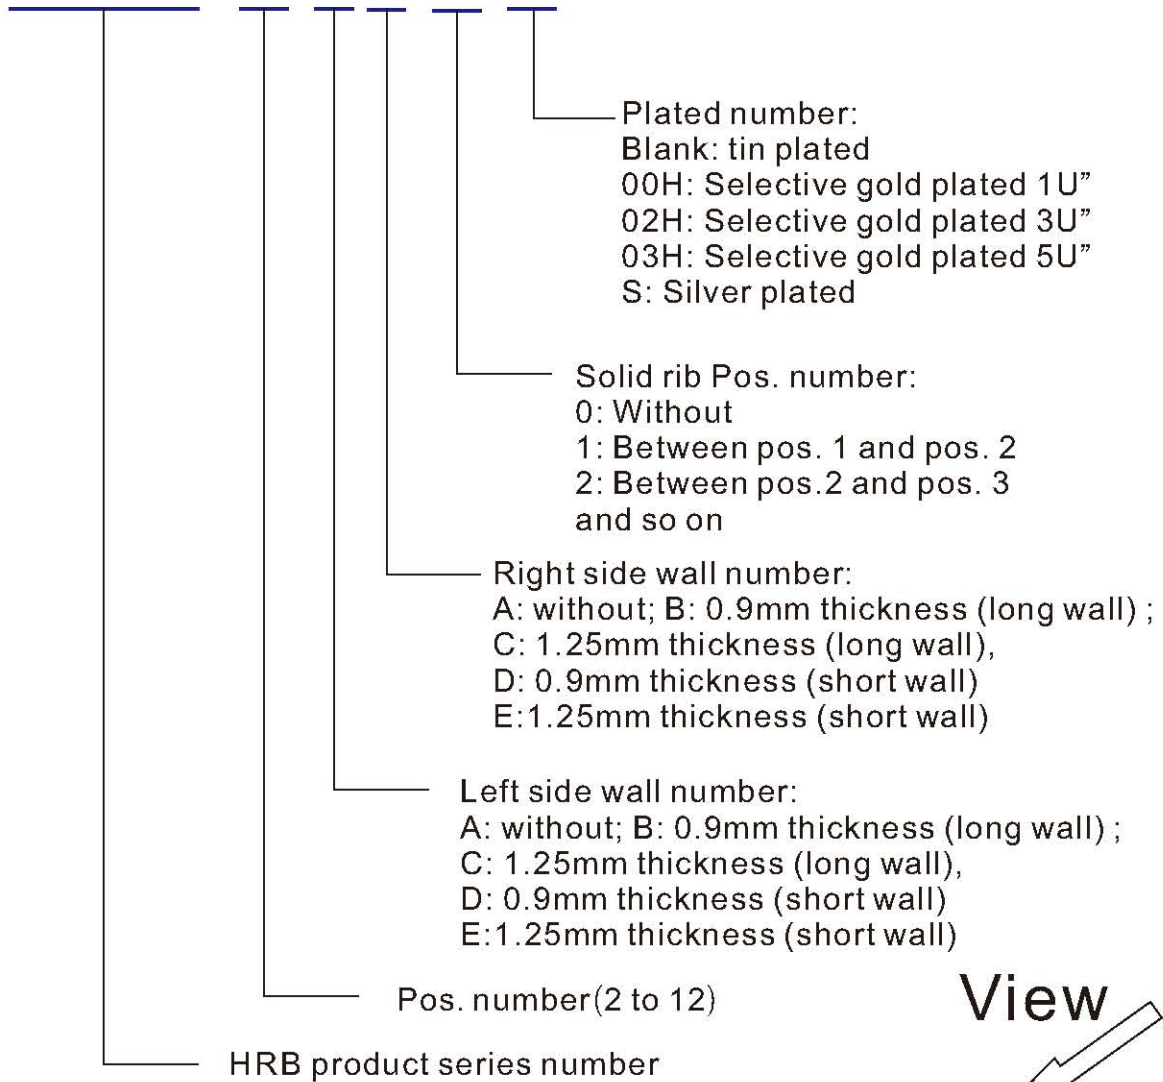 Plated number:
Blank: tin plated
00H: Selective gold plated 1U”
02H: Selective gold plated 3U”
03H: Selective gold plated 5U”
S: Silver plated
Solid rib Pos. number:
0: Without
1: Between pos. 1 and pos. 2
2: Between pos.2 and pos. 3
and so on
Right side wall number:
A: without; B: 0.9mm thickness (long wall) ;
C: 1.25mm thickness (long wall),
D: 0.9mm thickness (short wall)
E:1.25mm thickness (short wall)
Left side wall number:
A: without; B: 0.9mm thickness (long wall) ;
C: 1.25mm thickness (long wall),
D: 0.9mm thickness (short wall)
E:1.25mm thickness (short wall)
Pos. number(2 to 12)
View
HRB product series number